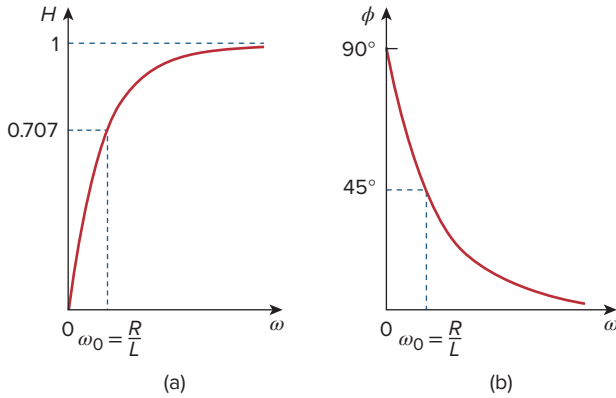 H
1
0.707
0
ω₀ = R/L
ω
(a)
ϕ
90°
45°
0
ω₀ = R/L
ω
(b)